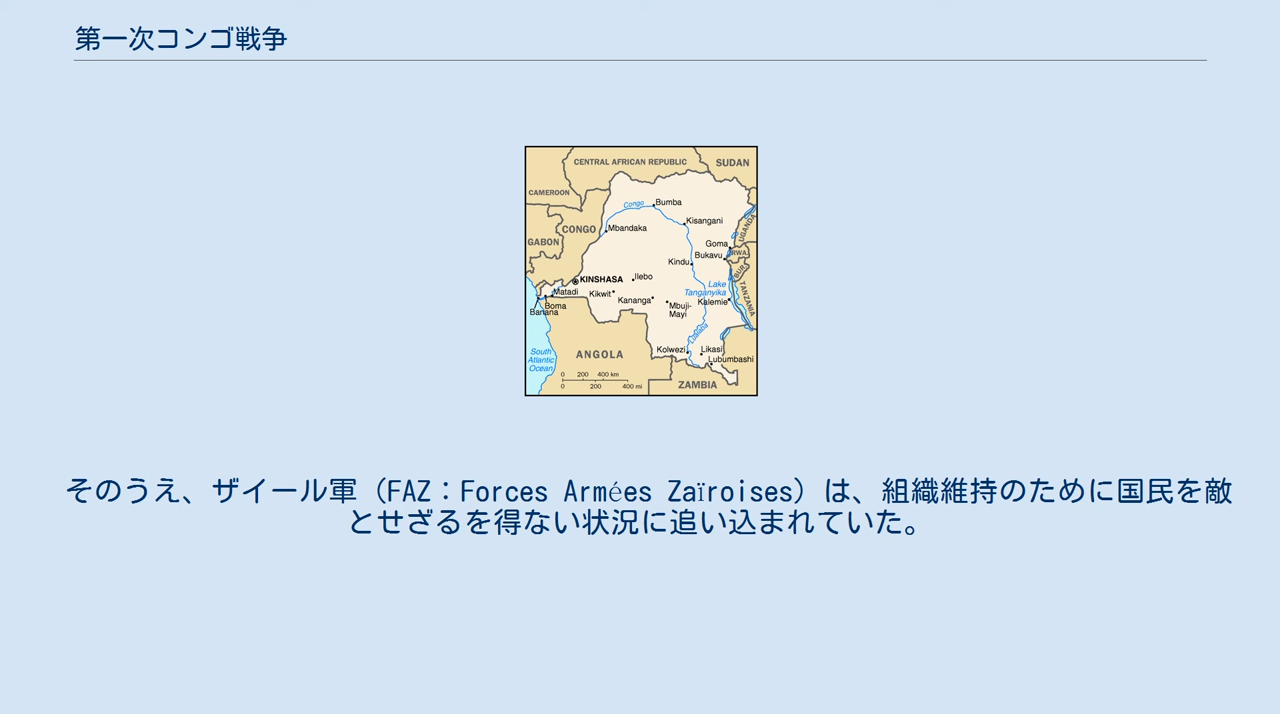 第一次コンゴ戦争
CENTRAL AFRICAN REPUBLIC
SUDAN
CAMEROON
Congo
Bumba
Kisangani
Mbandaka
CONGO
UGANDA
GABON
Goma
Bukavu
RWA.
Kindu
BUR.
KINSHASA
Ilebo
Lake
Tanganyika
TANZANIA
Matadi
Kikwit
Kananga
Kalemie
Boma
Banana
Mbuji-
Mayi
Lualaba
South
Atlantic
Ocean
ANGOLA
Kolwezi
Likasi
Lubumbashi
0 200 400 km
0 200 400 mi
ZAMBIA
そのうえ、ザイール軍（FAZ：Forces Armées Zaïroises）は、組織維持のために国民を敵
とせざるを得ない状況に追い込まれていた。